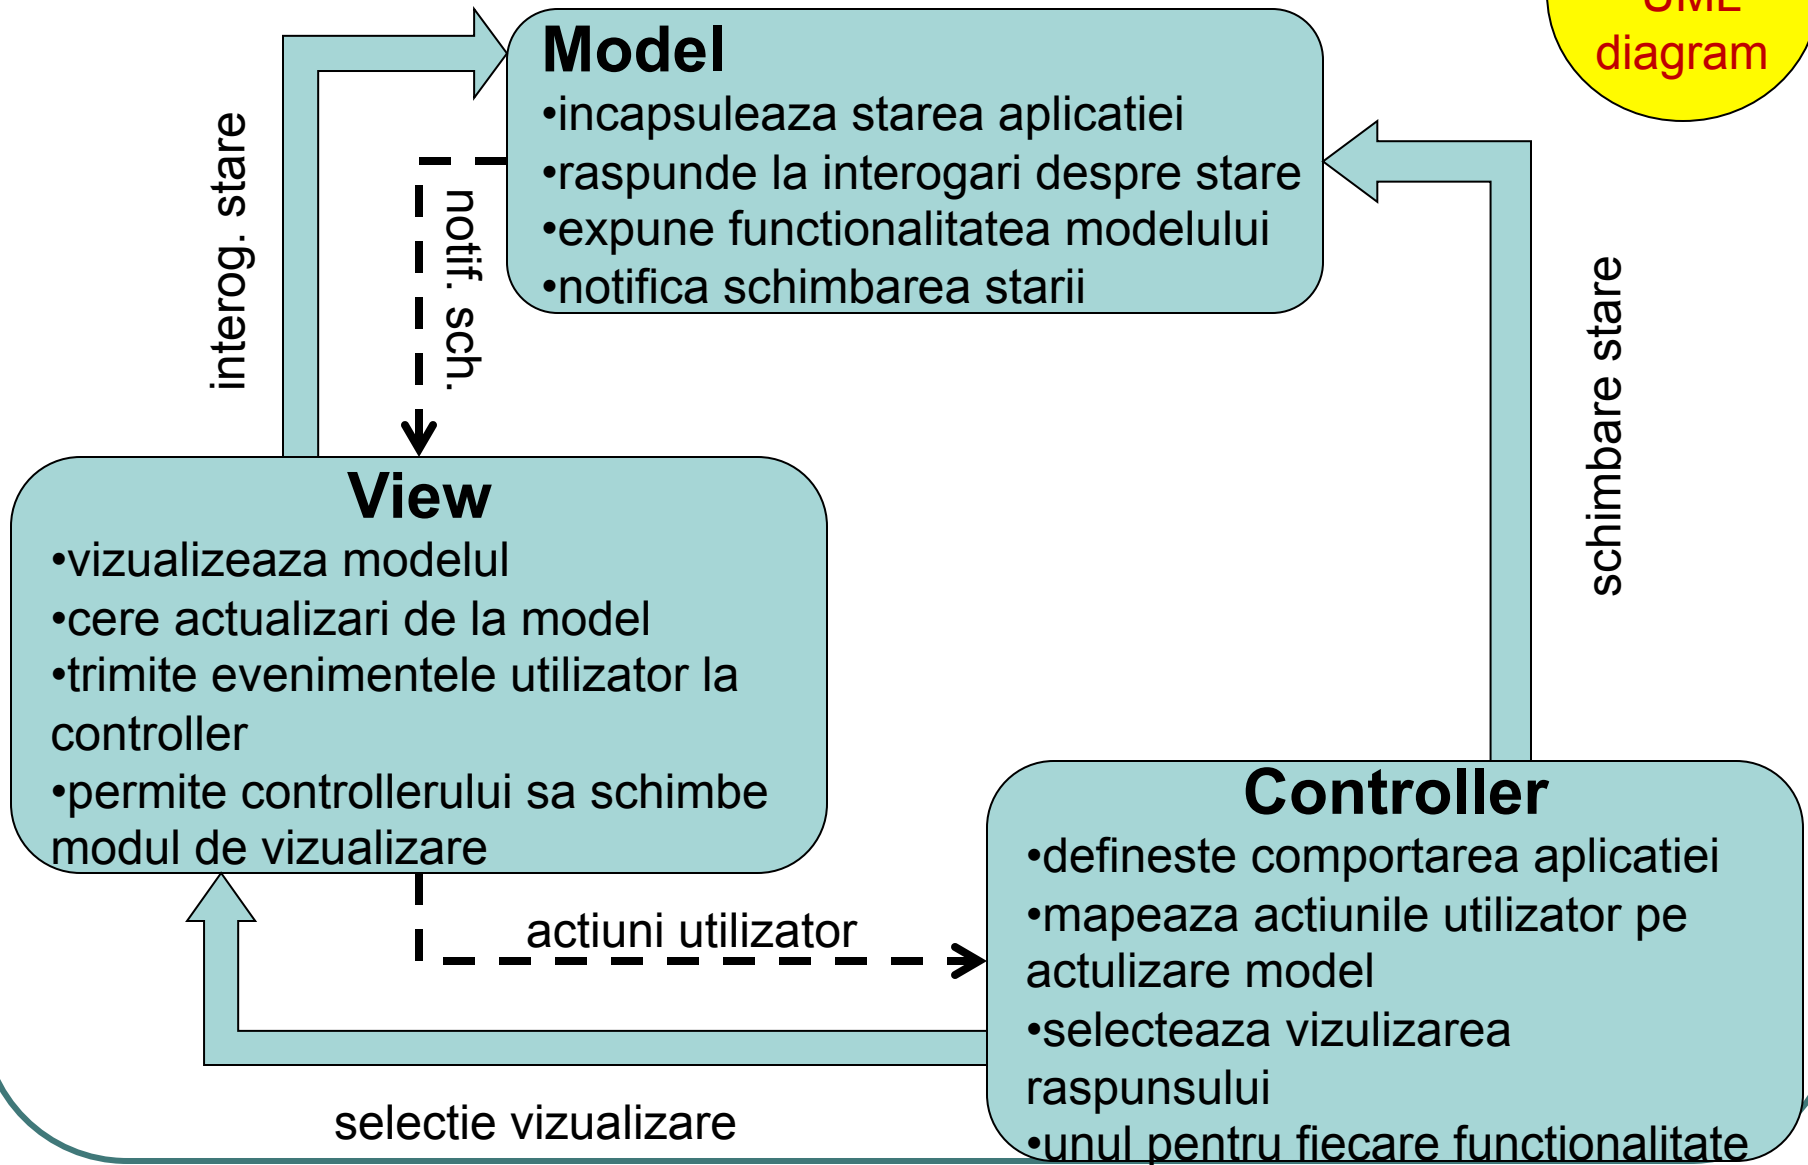 UML
diagram
Model
•incapsuleaza starea aplicatiei
•raspunde la interogari despre stare
•expune functionalitatea modelului
•notifica schimbarea starii
interog. stare
notif. sch.
schimbare stare
View
•vizualizeaza modelul
•cere actualizari de la model
•trimite evenimentele utilizator la
controller
•permite controllerului sa schimbe
modul de vizualizare
actiuni utilizator
selectie vizualizare
Controller
•defineste comportarea aplicatiei
•mapeaza actiunile utilizator pe
actulizare model
•selecteaza vizulizarea
raspunsului
•unul pentru fiecare functionalitate